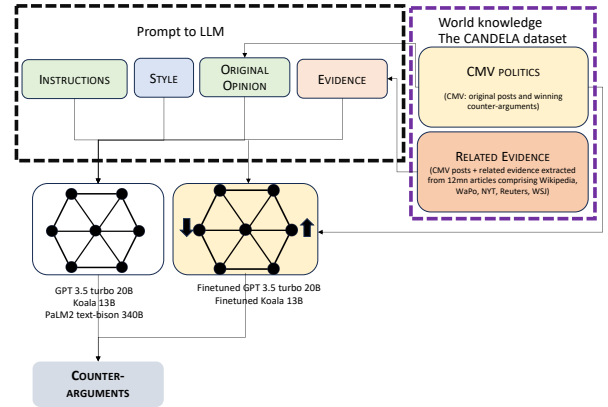 Prompt to LLM
World knowledge
The CANDELA dataset
INSTRUCTIONS
STYLE
ORIGINAL
OPINION
EVIDENCE
CMV POLITICS
(CMV: original posts and winning
counter-arguments)
RELATED EVIDENCE
(CMV posts + related evidence extracted
from 12mn articles comprising Wikipedia,
WaPo, NYT, Reuters, WSJ)
GPT 3.5 turbo 20B
Koala 13B
PaLM2 text-bison 340B
Finetuned GPT 3.5 turbo 20B
Finetuned Koala 13B
COUNTER-
ARGUMENTS